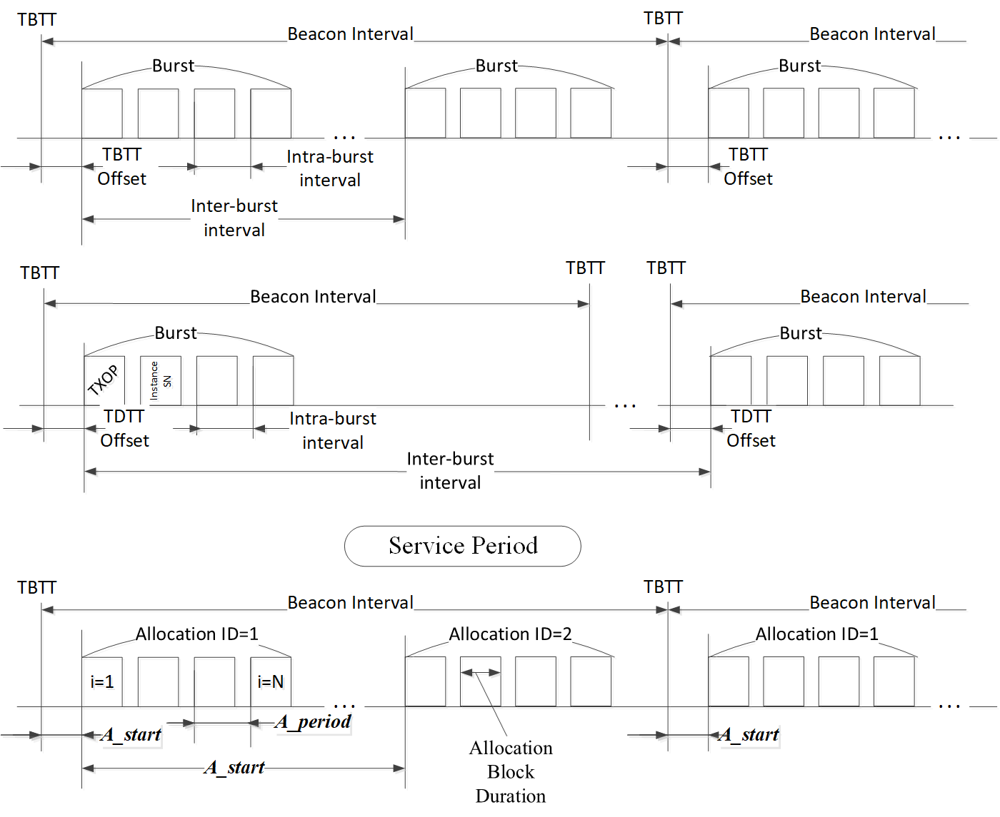 TBTT
TBTT
Beacon Interval
Beacon Interval
Burst
Burst
Burst
...
...
TBTT
Offset
Intra-burst
interval
TBTT
Offset
Inter-burst
interval
TBTT
TBTT
TBTT
Beacon Interval
Beacon Interval
Burst
Burst
TXOP
Instance
SN
...
TDTT
Offset
Intra-burst
interval
TDTT
Offset
Inter-burst
interval
Service Period
TBTT
TBTT
Beacon Interval
Beacon Interval
Allocation ID=1
Allocation ID=2
Allocation ID=1
i=1
i=N
...
...
A_start
A_period
A_start
A_start
Allocation
Block
Duration